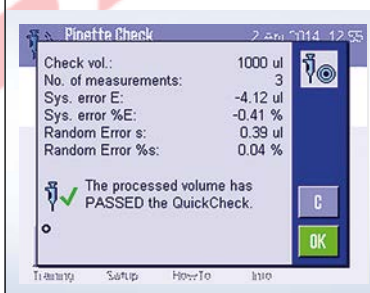 Pipette Check 2 Apr 2014 12:55
Check vol.: 1000 ul
No. of measurements: 3
Sys. error E: -4.12 ul
Sys. error %E: -0.41 %
Random Error s: 0.39 ul
Random Error %s: 0.04 %
The processed volume has
PASSED the QuickCheck.
C
OK
Training Setup HowTo Info